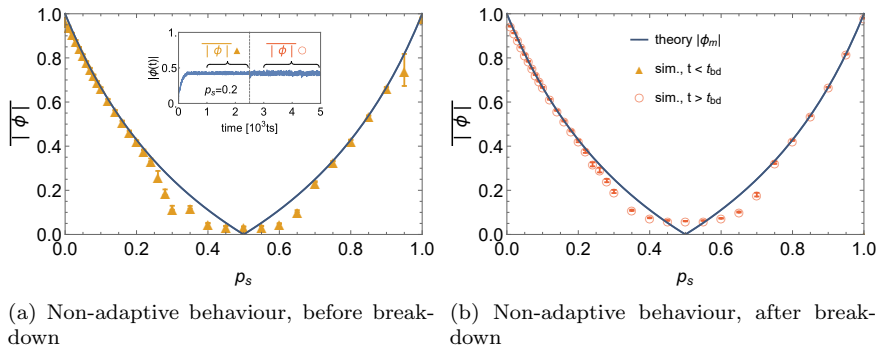 1.0
0.8
0.6
0.4
0.2
0.0
|ϕ|
0.0 0.2 0.4 0.6 0.8 1.0
p_s
|ϕ(t)|
1
0.5
0
|ϕ| ▲ |ϕ| ○
p_s=0.2
0 1 2 3 4 5
time [10³ts]
(a) Non-adaptive behaviour, before break-
down
1.0
0.8
0.6
0.4
0.2
0.0
|ϕ|
theory |ϕ_m|
sim., t < t_bd
sim., t > t_bd
0.0 0.2 0.4 0.6 0.8 1.0
p_s
(b) Non-adaptive behaviour, after break-
down